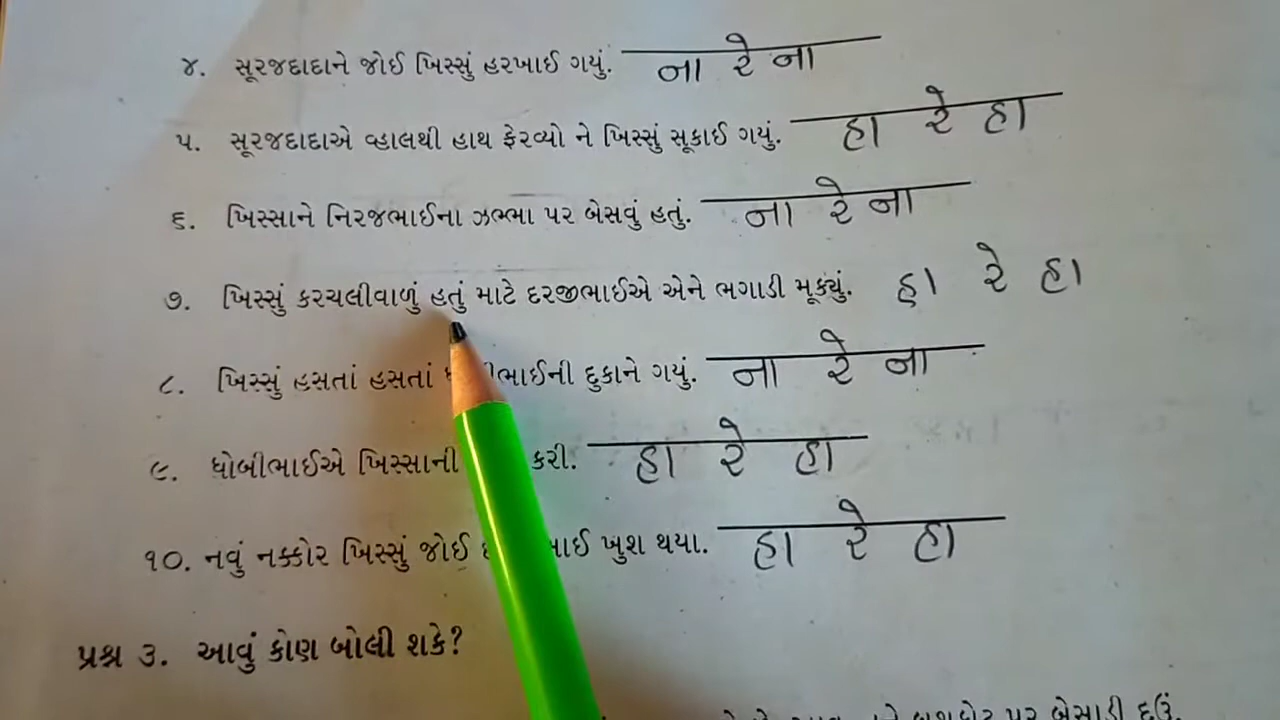 ૪. સૂરજદાદાને જોઈ ખિસ્સું હરખાઈ ગયું. ના રે ના
૫. સૂરજદાદાએ વ્હાલથી હાથ ફેરવ્યો ને ખિસ્સું સૂકાઈ ગયું. હા રે હા
૬. ખિસ્સાને નિરજભાઈના ઝભ્ભા પર બેસવું હતું. ના રે ના
૭. ખિસ્સું કરચલીવાળું હતું માટે દરજીભાઈએ એને ભગાડી મૂક્યું. હા રે હા
૮. ખિસ્સું હસતાં હસતાં ભાઈની દુકાને ગયું. ના રે ના
૯. ધોબીભાઈએ ખિસ્સાની કરી. હા રે હા
૧૦. નવું નક્કોર ખિસ્સું જોઈ ખુશ થયા. હા રે હા
પ્રશ્ન ૩. આવું કોણ બોલી શકે?
પર બેસાડી દઉં.